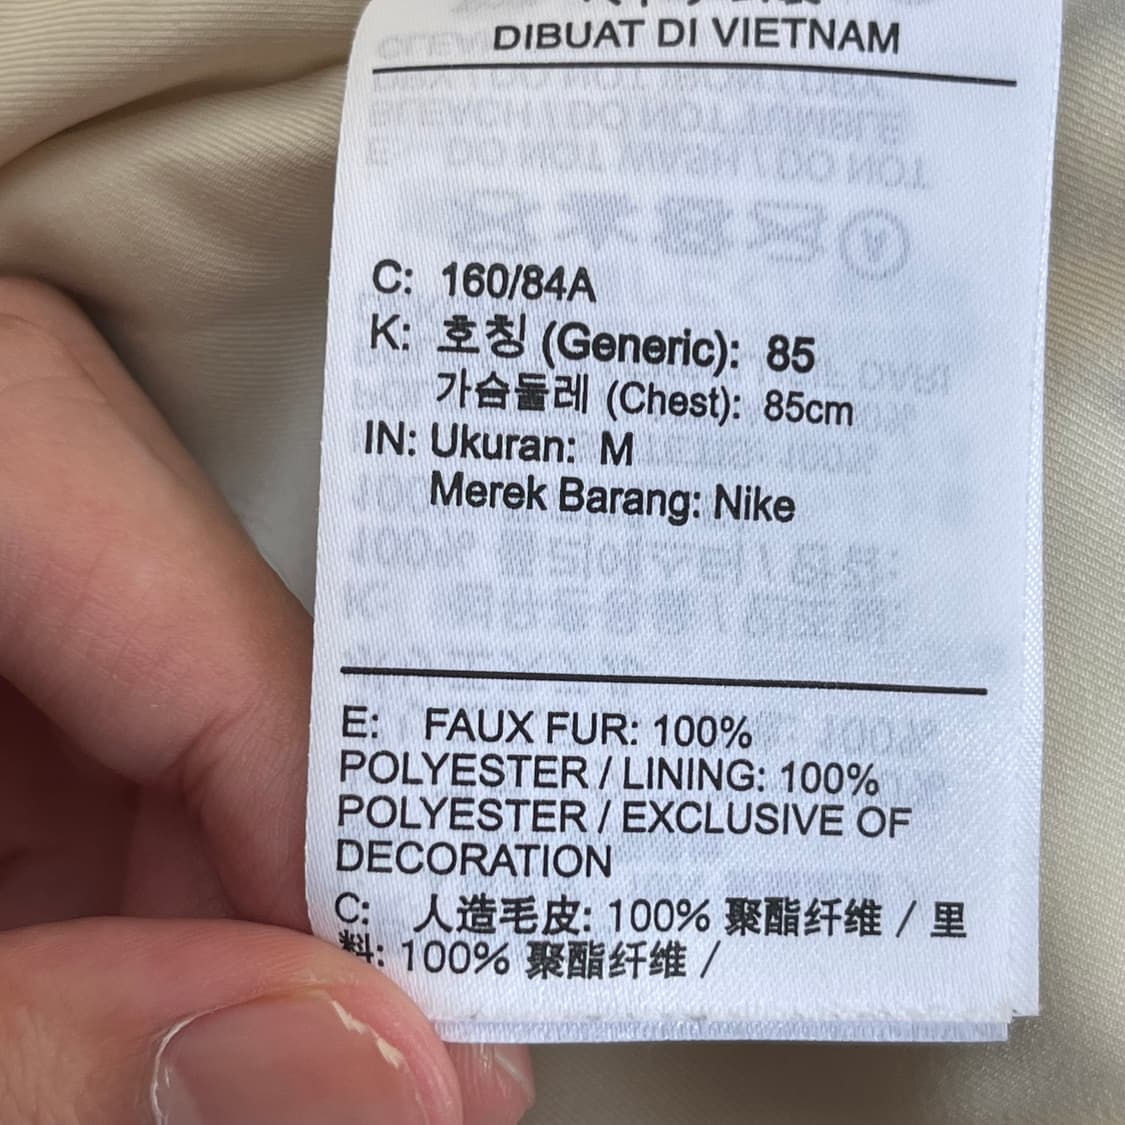 DIBUAT DI VIETNAM
C: 160/84A
K: 호칭 (Generic): 85
가슴둘레 (Chest): 85cm
IN: Ukuran: M
Merek Barang: Nike
E: FAUX FUR: 100%
POLYESTER / LINING: 100%
POLYESTER / EXCLUSIVE OF
DECORATION
C: 人造毛皮: 100% 聚酯纤维 / 里
料: 100% 聚酯纤维 /